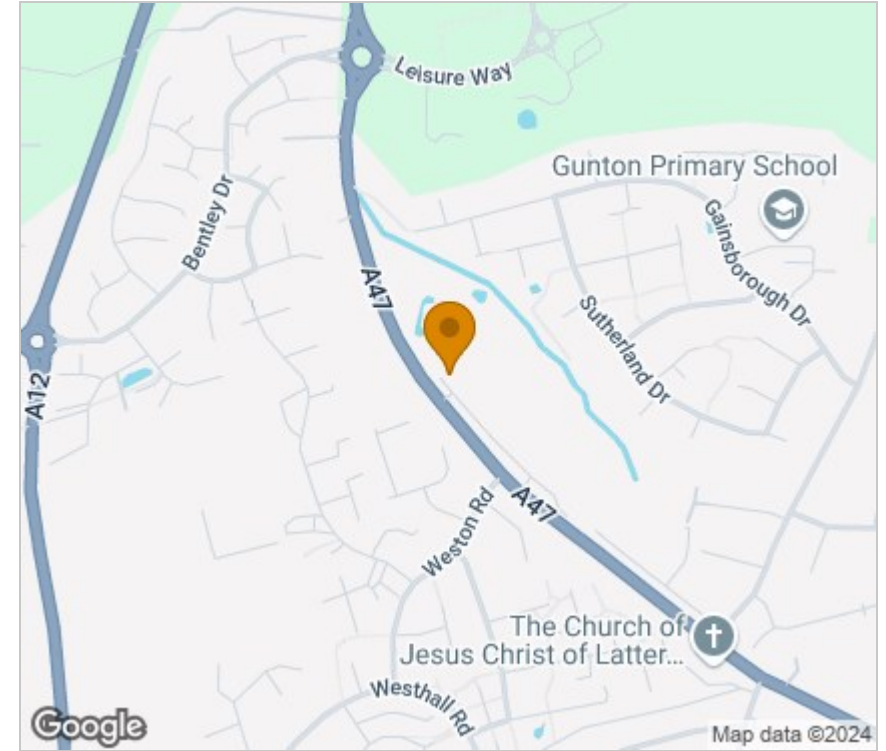 Leisure Way
Gunton Primary School
Bentley Dr
Gainsborough Dr
A47
Sutherland Dr
A12
A47
Weston Rd
The Church of
Jesus Christ of Latter...
Westhall Rd
Google
Map data ©2024